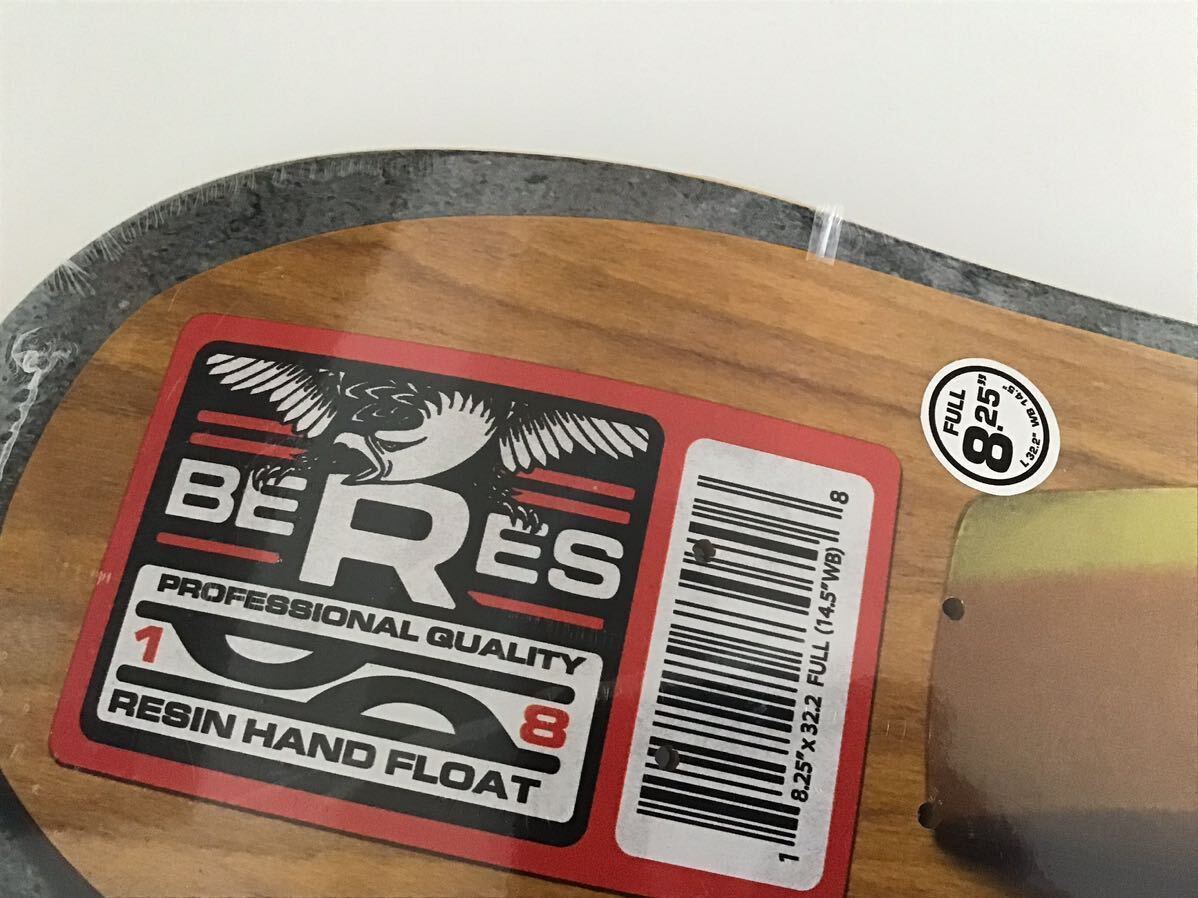 BERES
PROFESSIONAL QUALITY
1
8
RESIN HAND FLOAT
1
8
8.25"x 32.2 FULL (14.5"WB)
FULL
8.25"
L 32.2" WB 14.5"